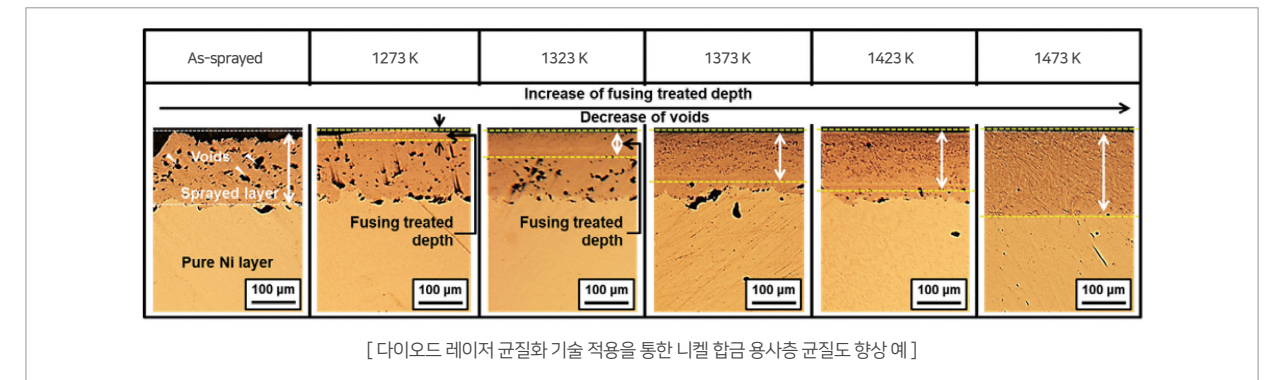 As-sprayed
1273 K
1323 K
1373 K
1423 K
1473 K
Increase of fusing treated depth
Decrease of voids
Voids
Sprayed layer
Pure Ni layer
100 μm
Fusing treated
depth
100 μm
Fusing treated
depth
100 μm
100 μm
100 μm
100 μm
[ 다이오드 레이저 균질화 기술 적용을 통한 니켈 합금 용사층 균질도 향상 예 ]